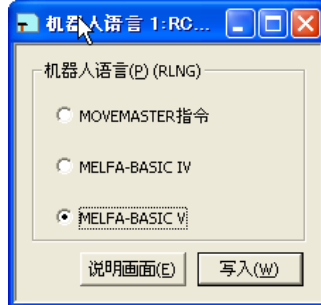 机器人语言 1:RC...
机器人语言(P) (RLNG)
MOVEMASTER指令
MELFA-BASIC IV
MELFA-BASIC V
说明画面(E) 写入(W)